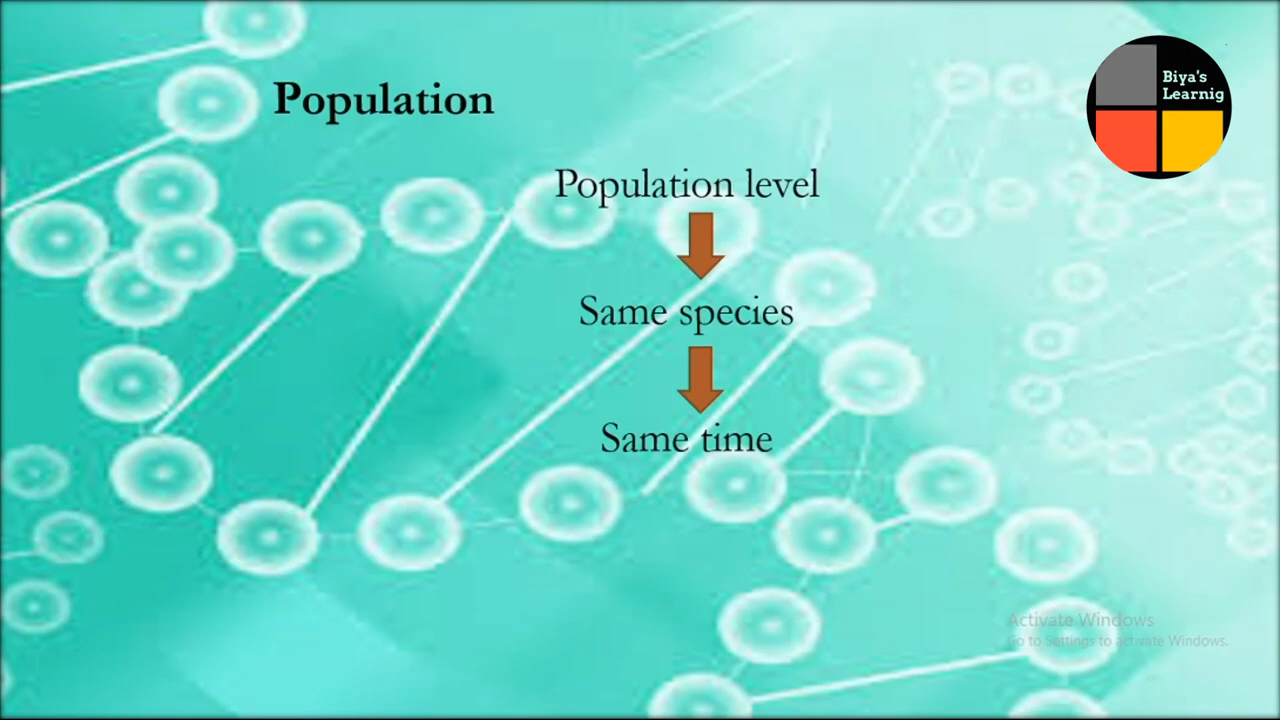 Population
Biya's
Learnig
Population level
Same species
Same time
Activate Windows
Go to Settings to activate Windows.